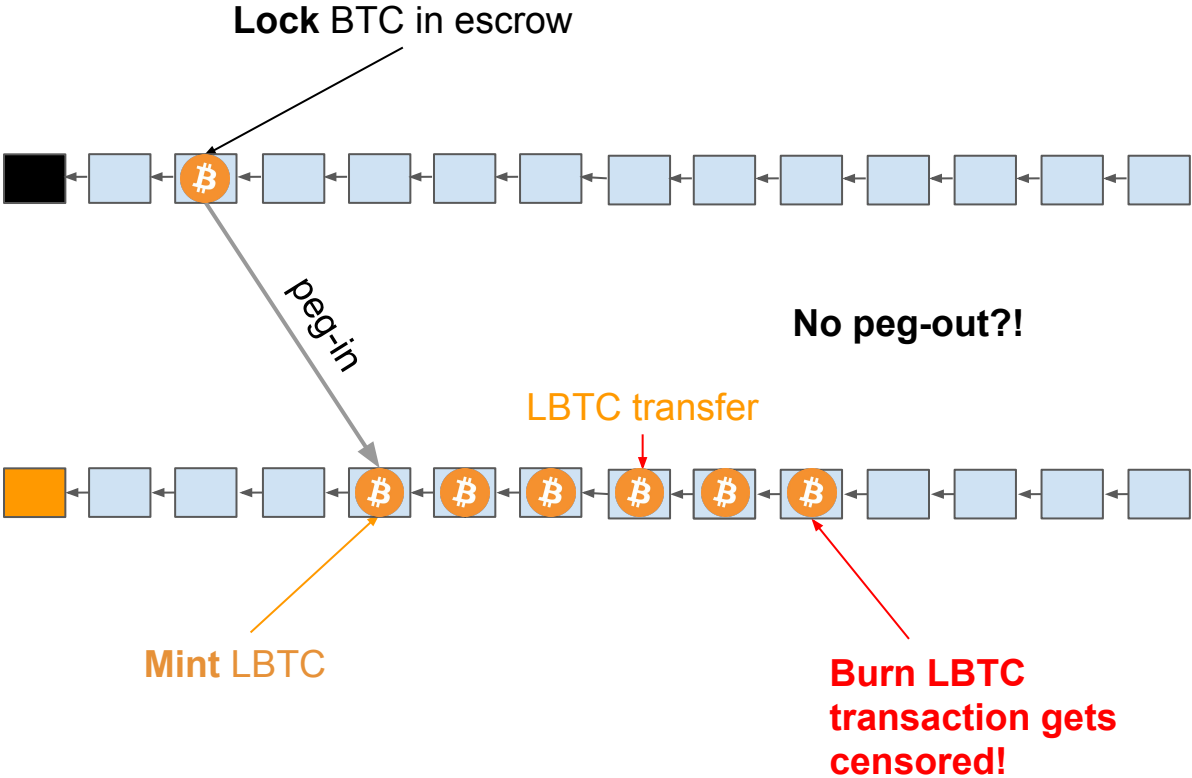 Lock BTC in escrow
peg-in
No peg-out?!
LBTC transfer
Mint LBTC
Burn LBTC
transaction gets
censored!